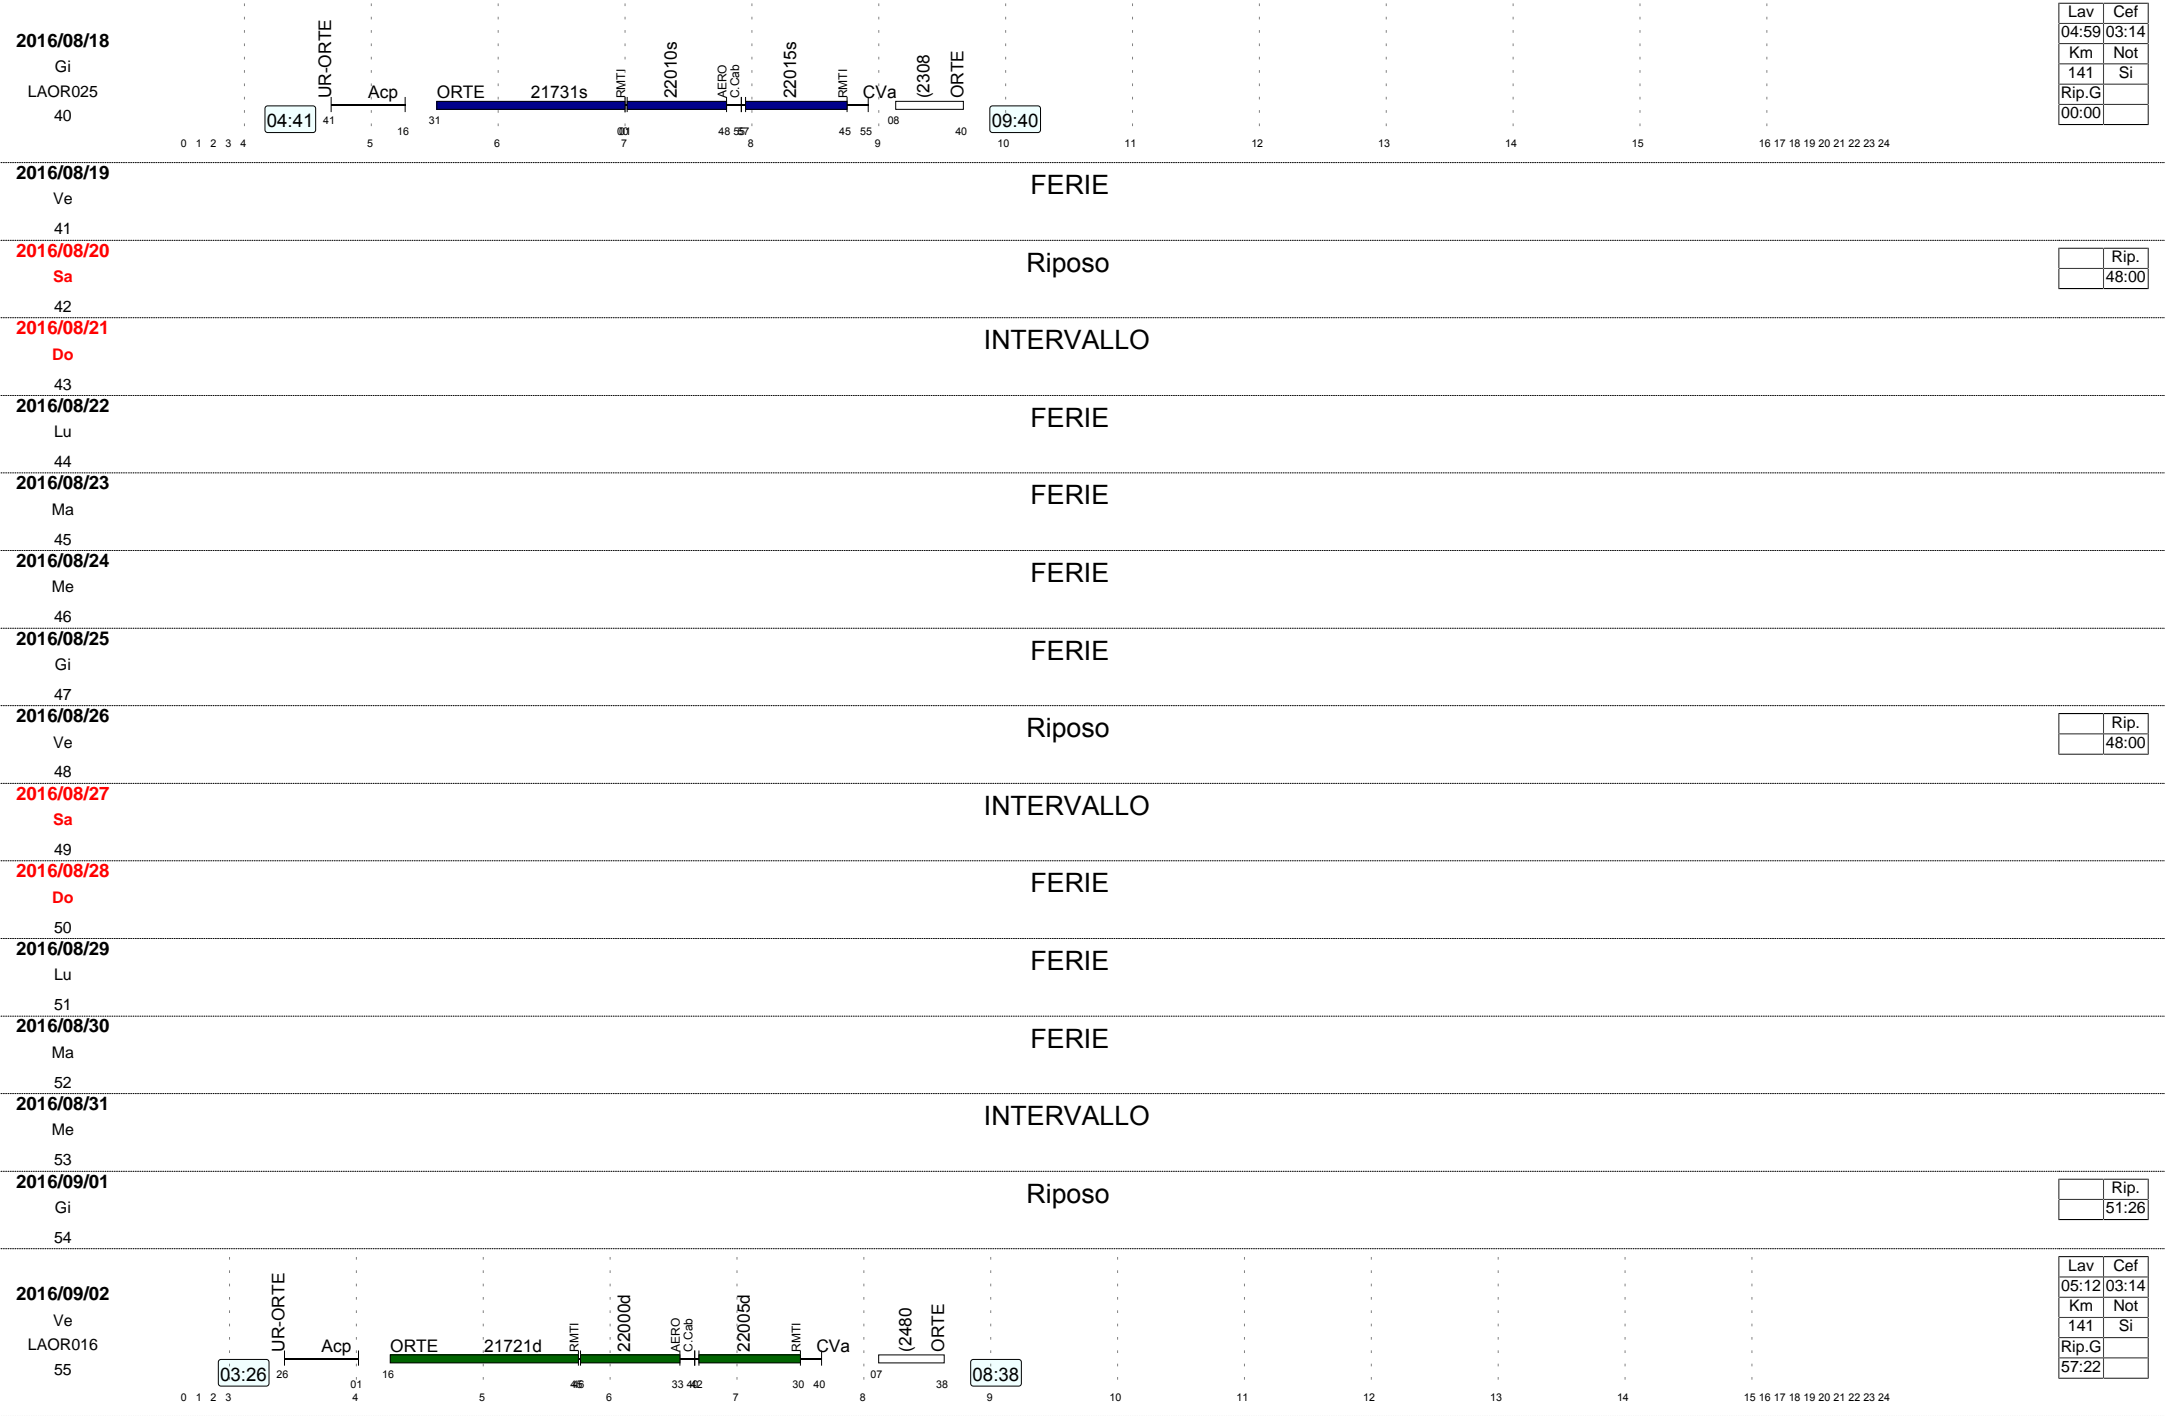 2016/08/18
Gi
LAOR025
40
04:41
UR-ORTE
41
Acp
16
ORTE
31
21731s
RMTI
22010s
AERO
48
C.Cab
22015s
RMTI
45
55
CVa
(2308
08
ORTE
40
09:40
0 1 2 3 4 5 6 7 8 9 10 11 12 13 14 15 16 17 18 19 20 21 22 23 24
Lav Cef
04:59 03:14
Km Not
141 Si
Rip.G
00:00
2016/08/19
Ve
41
FERIE
2016/08/20
Sa
42
Riposo
Rip.
48:00
2016/08/21
Do
43
INTERVALLO
2016/08/22
Lu
44
FERIE
2016/08/23
Ma
45
FERIE
2016/08/24
Me
46
FERIE
2016/08/25
Gi
47
FERIE
2016/08/26
Ve
48
Riposo
Rip.
48:00
2016/08/27
Sa
49
INTERVALLO
2016/08/28
Do
50
FERIE
2016/08/29
Lu
51
FERIE
2016/08/30
Ma
52
FERIE
2016/08/31
Me
53
INTERVALLO
2016/09/01
Gi
54
Riposo
Rip.
51:26
2016/09/02
Ve
LAOR016
55
03:26
UR-ORTE
26
Acp
01
ORTE
16
21721d
RMTI
22000d
AERO
33
C.Cab
22005d
RMTI
30
40
CVa
(2480
07
ORTE
38
08:38
0 1 2 3 4 5 6 7 8 9 10 11 12 13 14 15 16 17 18 19 20 21 22 23 24
Lav Cef
05:12 03:14
Km Not
141 Si
Rip.G
57:22